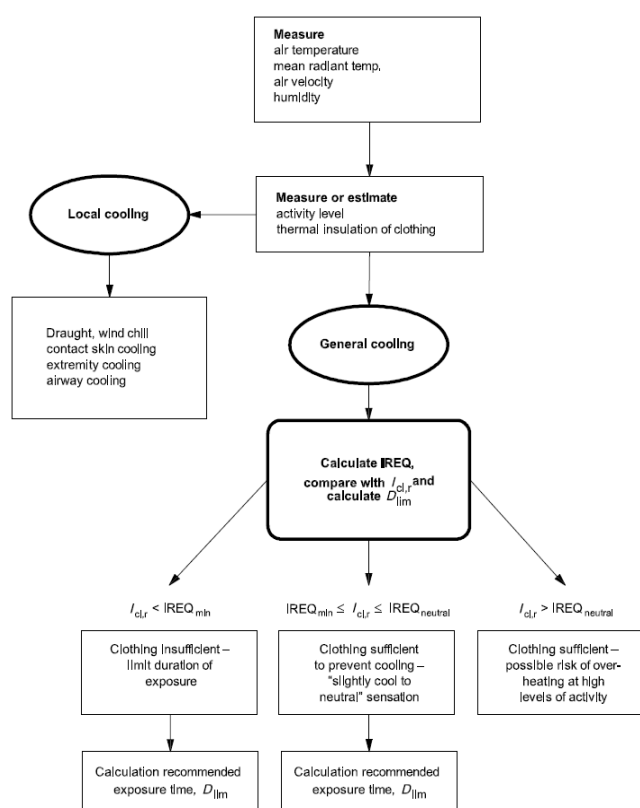 Measure
air temperature
mean radiant temp.
air velocity
humidity
Measure or estimate
activity level
thermal insulation of clothing
Local cooling
Draught, wind chill
contact skin cooling
extremity cooling
airway cooling
General cooling
Calculate IREQ,
compare with I_cl,r and
calculate D_lim
I_cl,r < IREQ_min
IREQ_min ≤ I_cl,r ≤ IREQ_neutral
I_cl,r > IREQ_neutral
Clothing insufficient –
limit duration of
exposure
Clothing sufficient
to prevent cooling –
"slightly cool to
neutral" sensation
Clothing sufficient –
possible risk of over-
heating at high
levels of activity
Calculation recommended
exposure time, D_lim
Calculation recommended
exposure time, D_lim